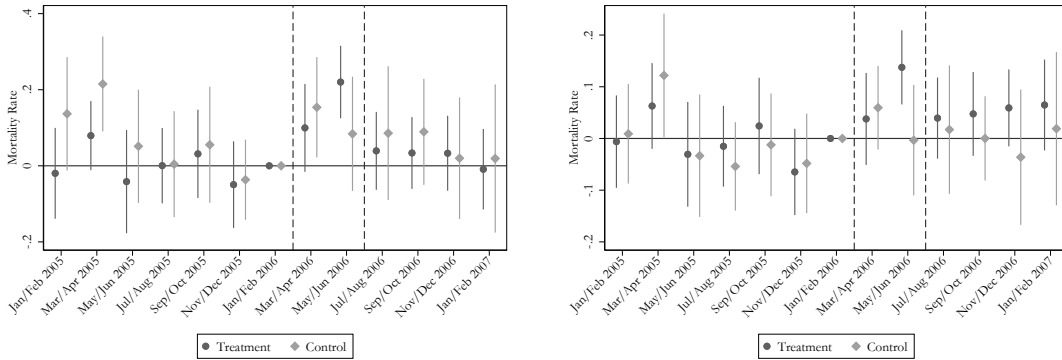 Mortality Rate
.4
.2
0
-.2
Jan/Feb 2005
Mar/Apr 2005
May/Jun 2005
Jul/Aug 2005
Sep/Oct 2005
Nov/Dec 2005
Jan/Feb 2006
Mar/Apr 2006
May/Jun 2006
Jul/Aug 2006
Sep/Oct 2006
Nov/Dec 2006
Jan/Feb 2007
Treatment Control
Mortality Rate
.2
.1
0
-.1
-.2
Jan/Feb 2005
Mar/Apr 2005
May/Jun 2005
Jul/Aug 2005
Sep/Oct 2005
Nov/Dec 2005
Jan/Feb 2006
Mar/Apr 2006
May/Jun 2006
Jul/Aug 2006
Sep/Oct 2006
Nov/Dec 2006
Jan/Feb 2007
Treatment Control